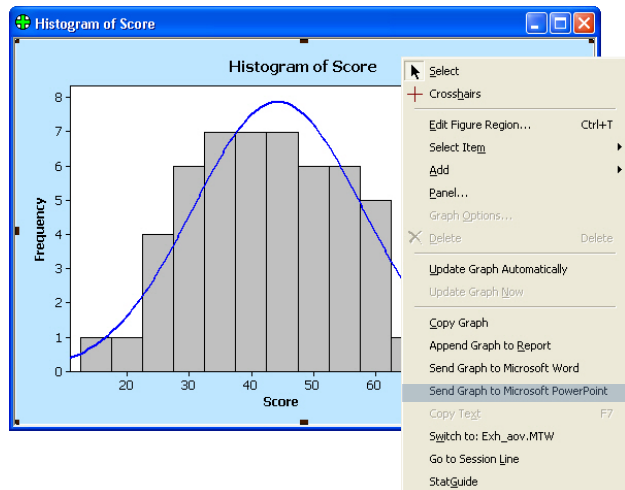 Histogram of Score
Histogram of Score
Frequency
8
7
6
5
4
3
2
1
0
20 30 40 50 60
Score
Select
Crosshairs
Edit Figure Region... Ctrl+T
Select Item
Add
Panel...
Graph Options...
Delete Delete
Update Graph Automatically
Update Graph Now
Copy Graph
Append Graph to Report
Send Graph to Microsoft Word
Send Graph to Microsoft PowerPoint
Copy Text F7
Switch to: Exh_aov.MTW
Go to Session Line
StatGuide